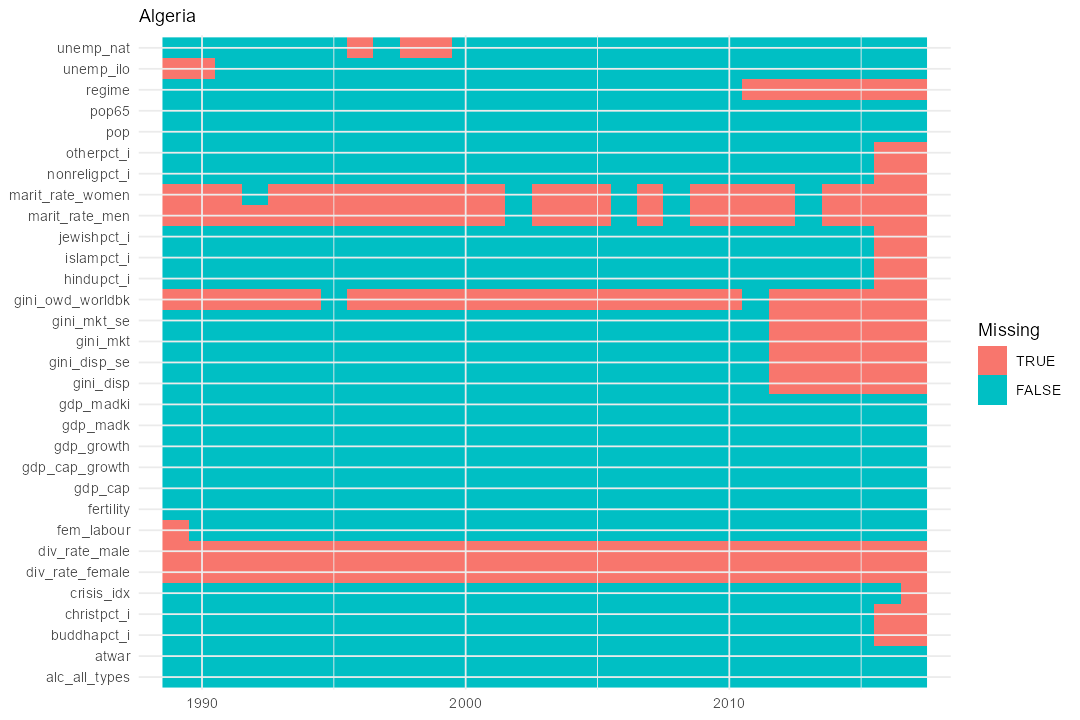 Algeria
unemp_nat
unemp_ilo
regime
pop65
pop
otherpct_i
nonreligpct_i
marit_rate_women
marit_rate_men
jewishpct_i
islampct_i
hindupct_i
gini_owd_worldbk
gini_mkt_se
gini_mkt
gini_disp_se
gini_disp
gdp_madki
gdp_madk
gdp_growth
gdp_cap_growth
gdp_cap
fertility
fem_labour
div_rate_male
div_rate_female
crisis_idx
christpct_i
buddhapct_i
atwar
alc_all_types
1990 2000 2010
Missing
TRUE
FALSE